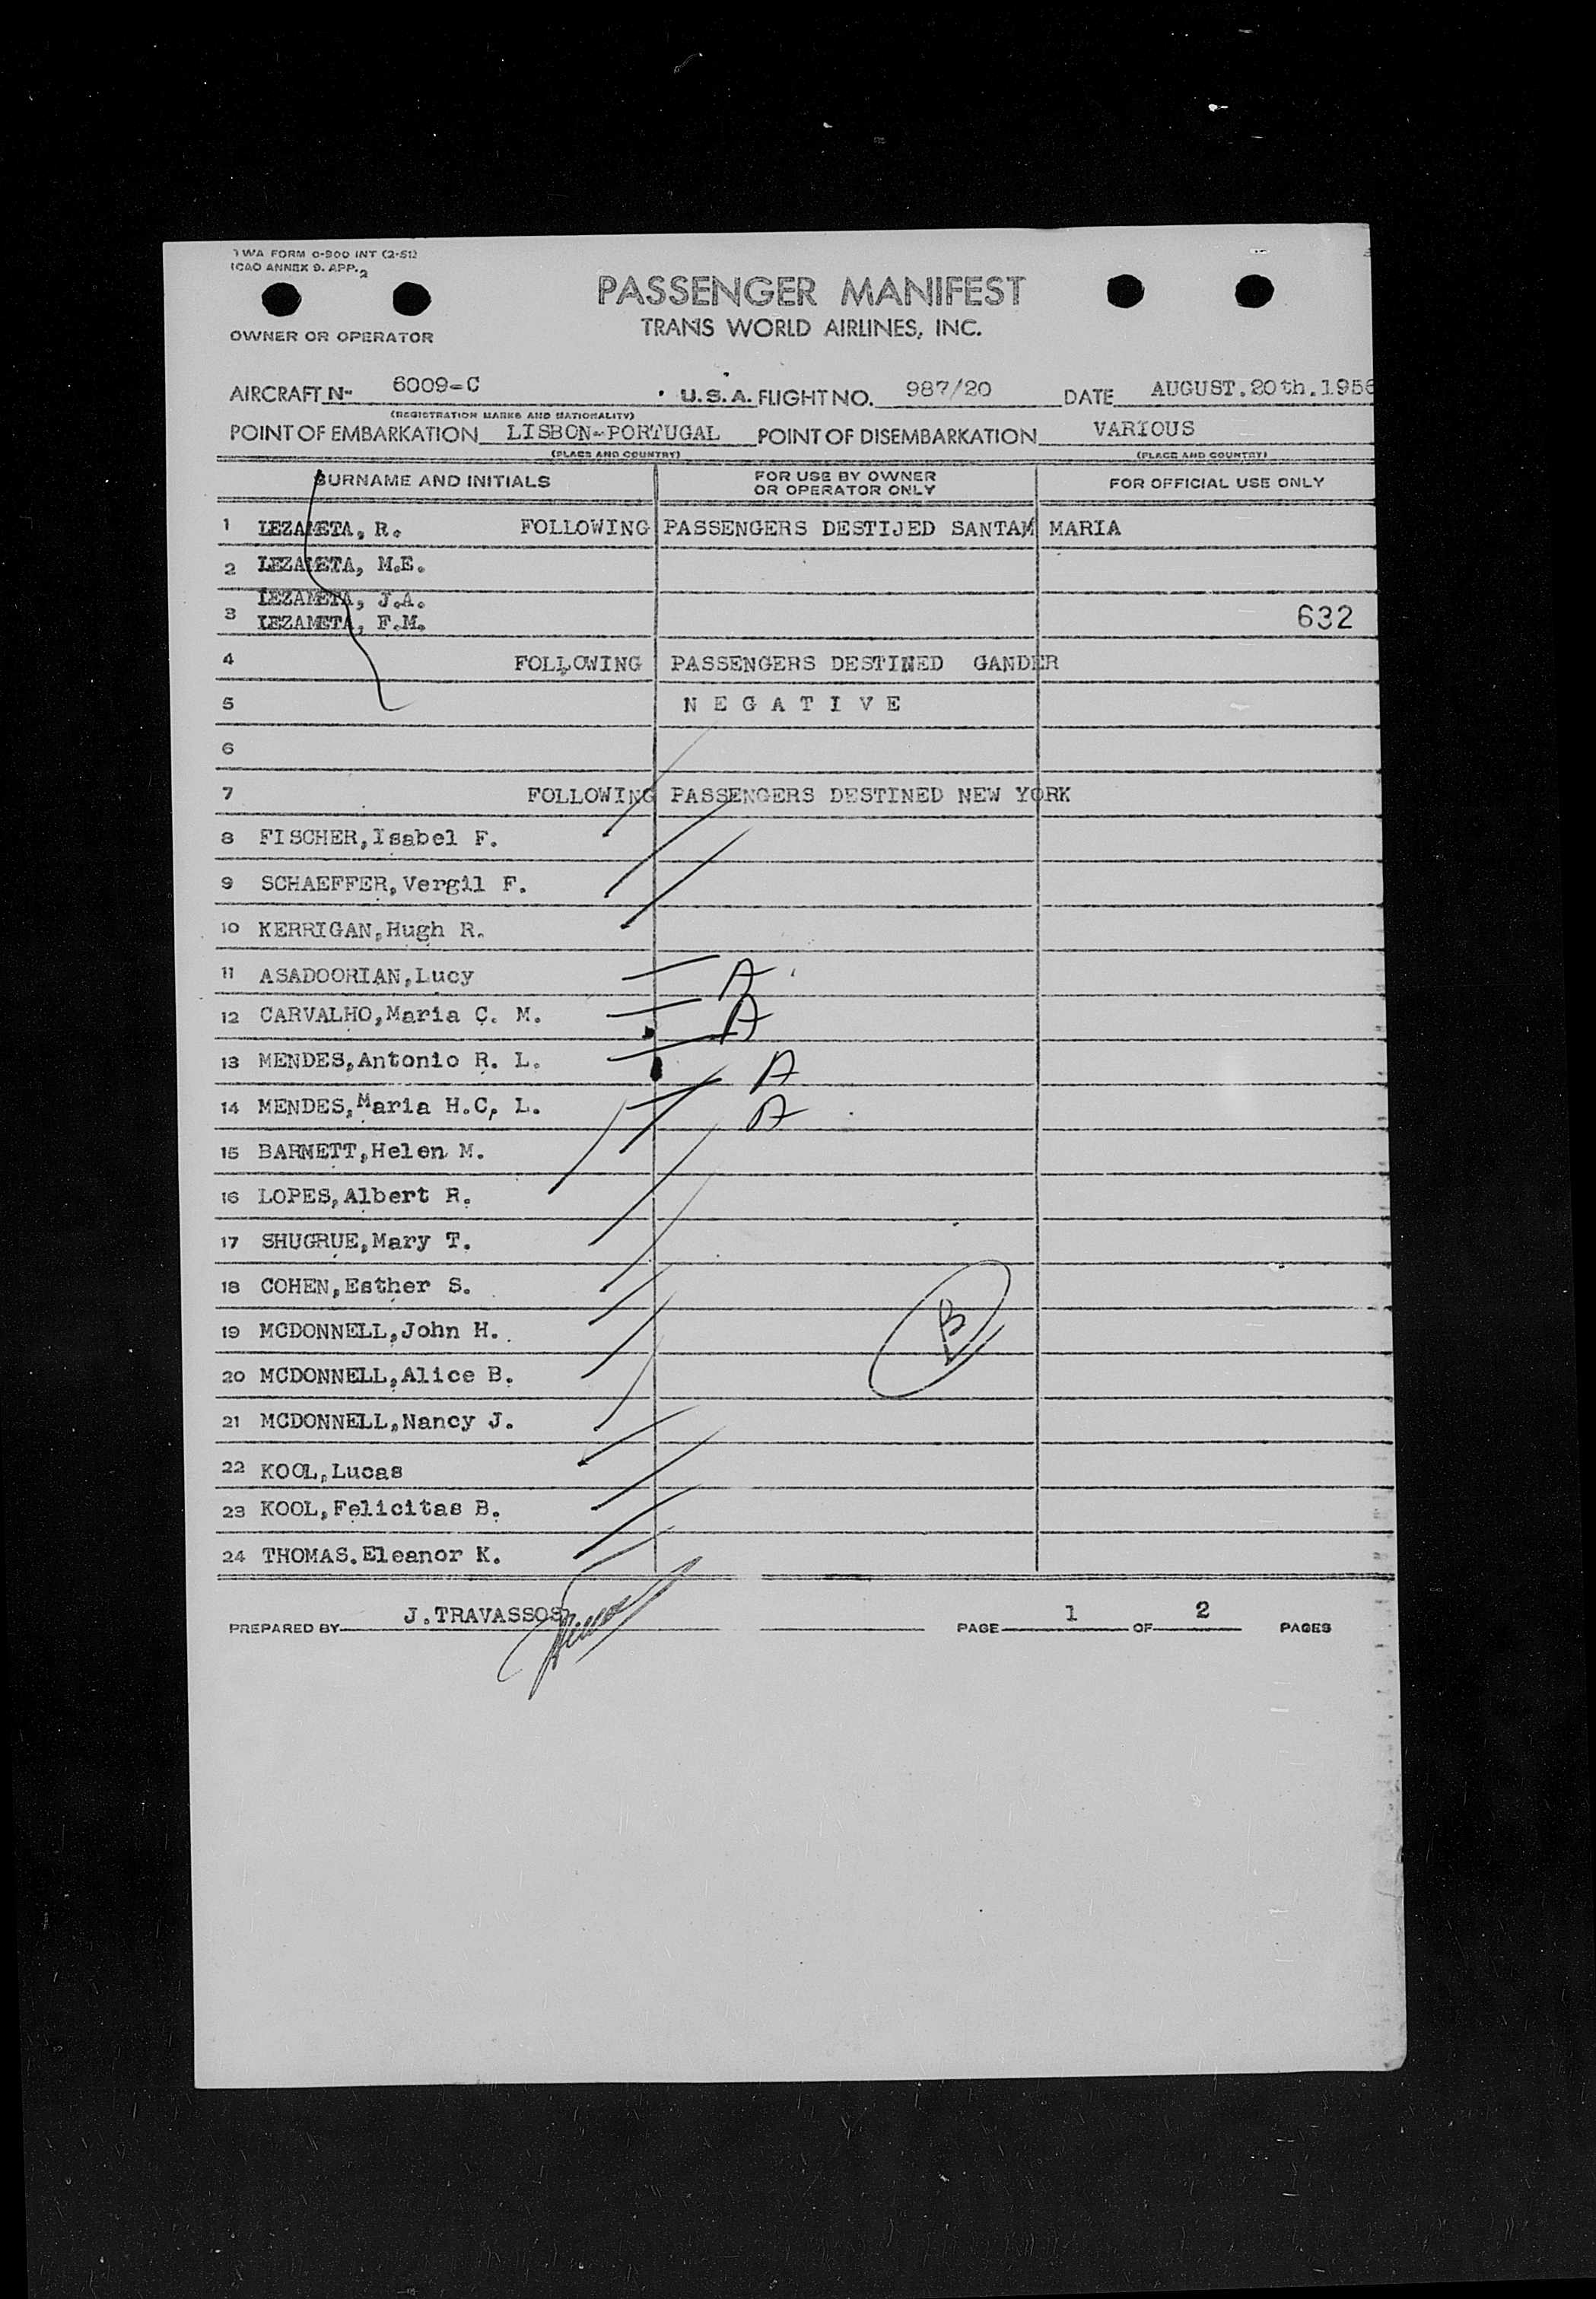 TWA FORM O-900 INT (2-51)
ICAO ANNEX 9. APP. 2
PASSENGER MANIFEST
TRANS WORLD AIRLINES, INC.
OWNER OR OPERATOR
AIRCRAFT N- 6009-C U.S.A. FLIGHT NO. 987/20 DATE AUGUST.20th.1956
(REGISTRATION MARKS AND NATIONALITY)
POINT OF EMBARKATION LISBON-PORTUGAL POINT OF DISEMBARKATION VARIOUS
(PLACE AND COUNTRY) (PLACE AND COUNTRY)
SURNAME AND INITIALS FOR USE BY OWNER OR OPERATOR ONLY FOR OFFICIAL USE ONLY
1 LEZAMETA, R. FOLLOWING PASSENGERS DESTIJED SANTAM MARIA
2 LEZAMETA, M.E.
LEZAMETA, J.A.
3 LEZAMETA, F.M. 632
4 FOLLOWING PASSENGERS DESTINED GANDER
5 N E G A T I V E
6
7 FOLLOWING PASSENGERS DESTINED NEW YORK
8 FISCHER,Isabel F.
9 SCHAEFFER,Vergil F.
10 KERRIGAN,Hugh R.
11 ASADOORIAN,Lucy A
12 CARVALHO,Maria C. M. A
13 MENDES,Antonio R. L. A
14 MENDES,Maria H.C. L. A
15 BARNETT,Helen M.
16 LOPES,Albert R.
17 SHUGRUE,Mary T.
18 COHEN,Esther S.
19 MCDONNELL,John H. B
20 MCDONNELL,Alice B.
21 MCDONNELL,Nancy J.
22 KOOL,Lucas
23 KOOL,Felicitas B.
24 THOMAS.Eleanor K.
PREPARED BY J.TRAVASSOS PAGE 1 OF 2 PAGES